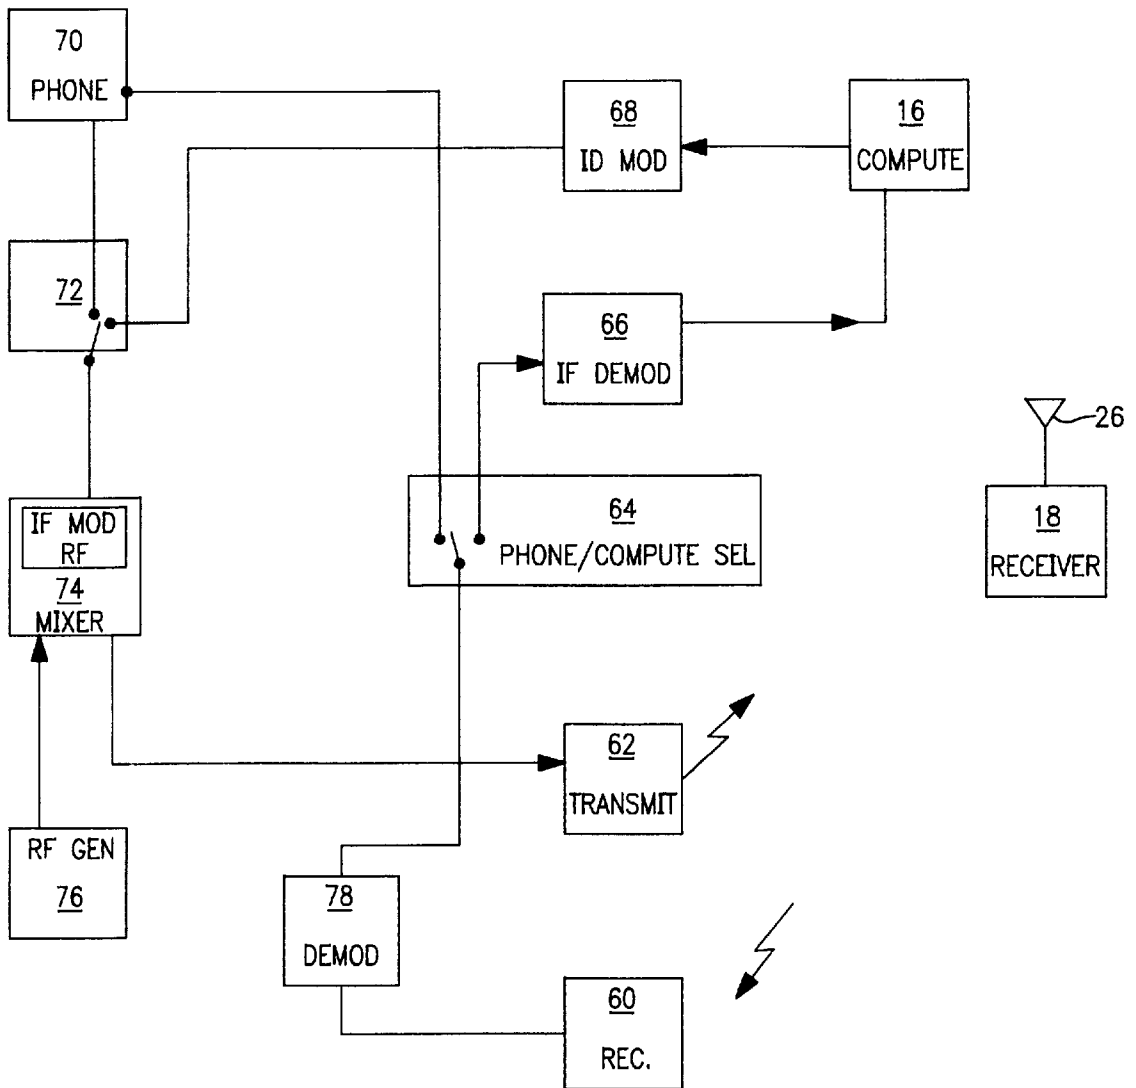 70
PHONE
68
ID MOD
16
COMPUTE
72
66
IF DEMOD
26
IF MOD
RF
74
MIXER
64
PHONE/COMPUTE SEL
18
RECEIVER
62
TRANSMIT
RF GEN
76
78
DEMOD
60
REC.